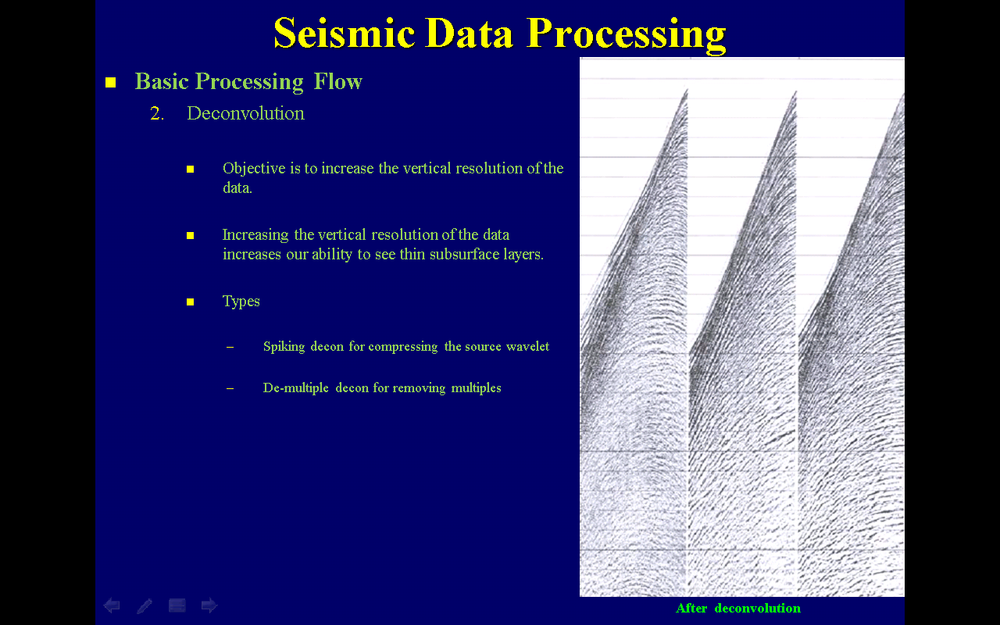 Seismic Data Processing
Basic Processing Flow
2. Deconvolution
Objective is to increase the vertical resolution of the
data.
Increasing the vertical resolution of the data
increases our ability to see thin subsurface layers.
Types
– Spiking decon for compressing the source wavelet
– De-multiple decon for removing multiples
After deconvolution